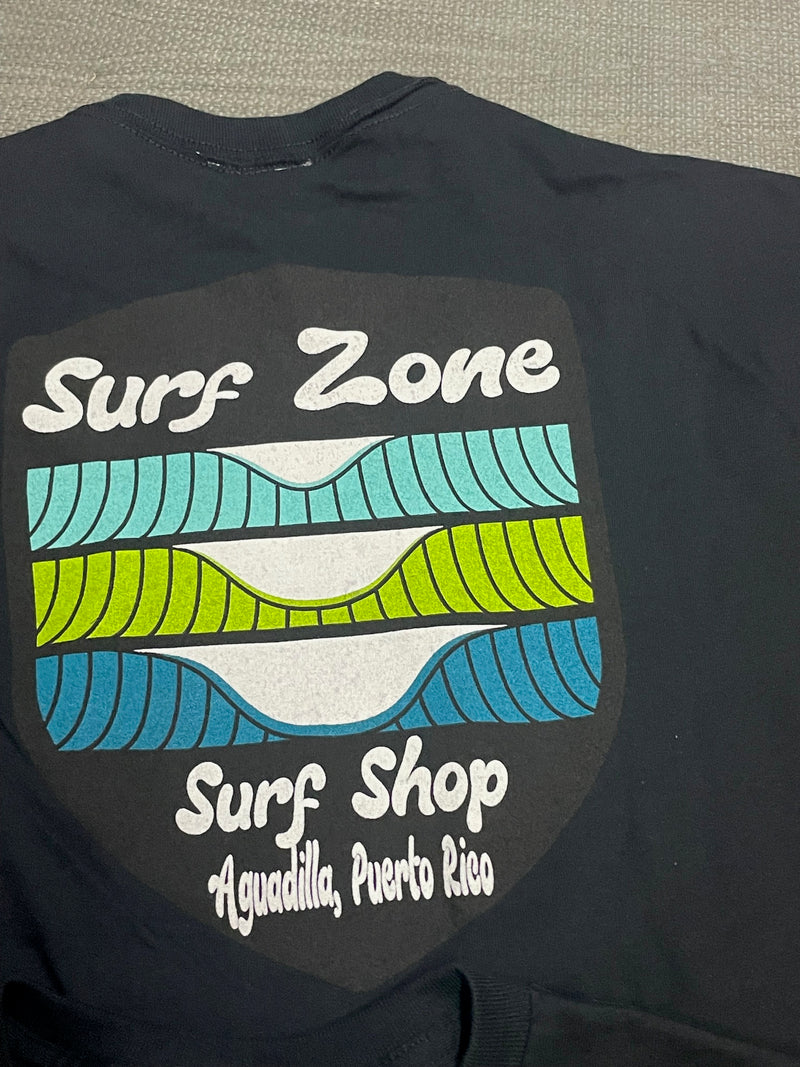 Surf Zone
Surf Shop
Aguadilla, Puerto Rico